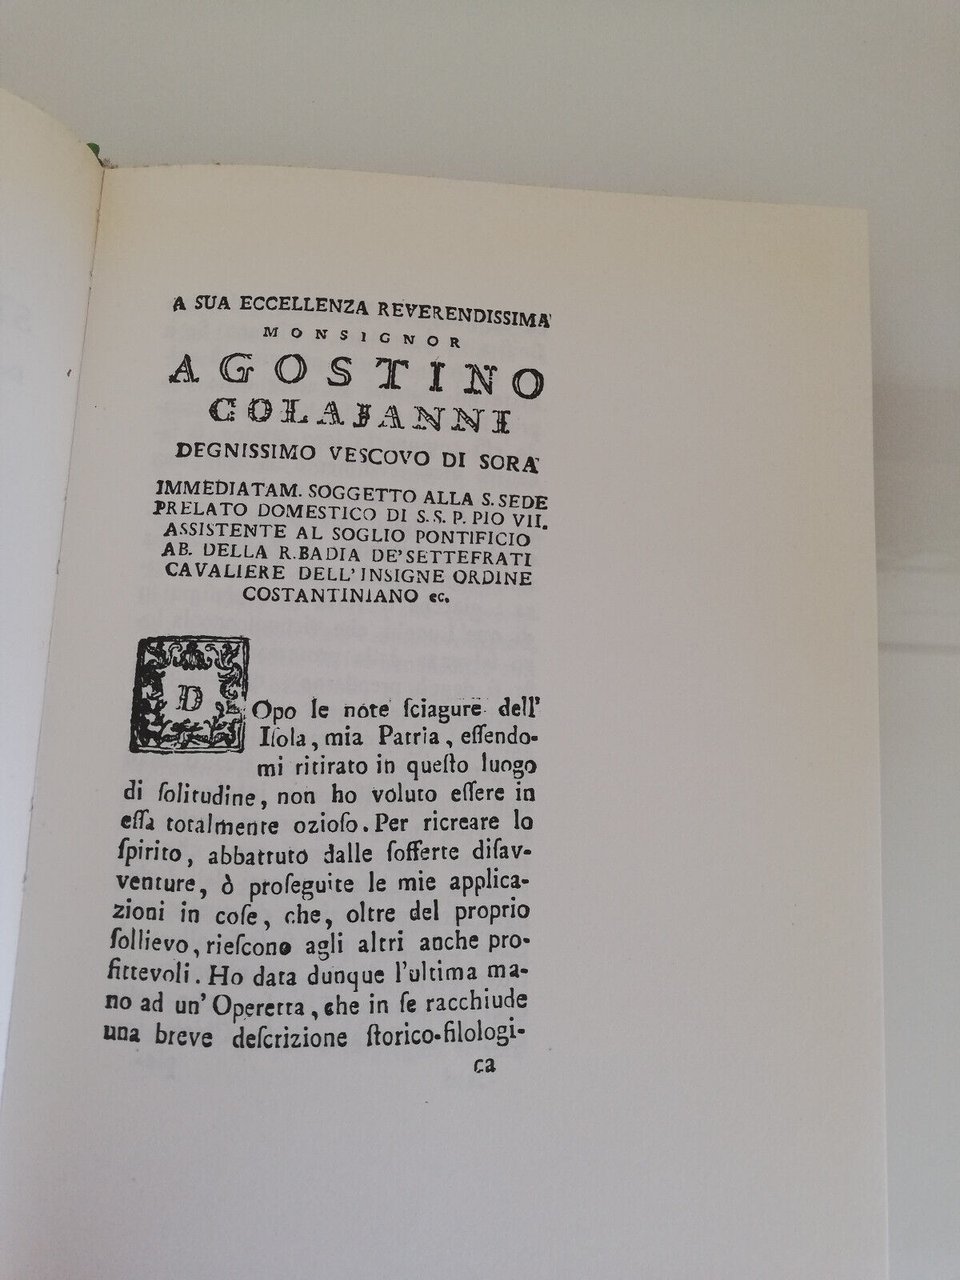 A SUA ECCELLENZA REVERENDISSIMA
MONSIGNOR
AGOSTINO
COLAJANNI
DEGNISSIMO VESCOVO DI SORA
IMMEDIATAM. SOGGETTO ALLA S. SEDE
PRELATO DOMESTICO DI S. S. P. PIO VII.
ASSISTENTE AL SOGLIO PONTIFICIO
AB. DELLA R. BADIA DE' SETTEFRATI
CAVALIERE DELL' INSIGNE ORDINE
COSTANTINIANO ec.
DOpo le note ſciagure dell'
Iſola, mia Patria, eſſendo-
mi ritirato in queſto luogo
di ſolitudine, non ho voluto eſſere in
eſſa totalmente ozioſo. Per ricreare lo
ſpirito, abbattuto dalle ſofferte diſav-
venture, ò proſeguite le mie applica-
zioni in coſe, che, oltre del proprio
ſollievo, rieſcono agli altri anche pro-
fittevoli. Ho data dunque l'ultima ma-
no ad un' Operetta, che in ſe racchiude
una breve deſcrizione ſtorico-filologi-
ca